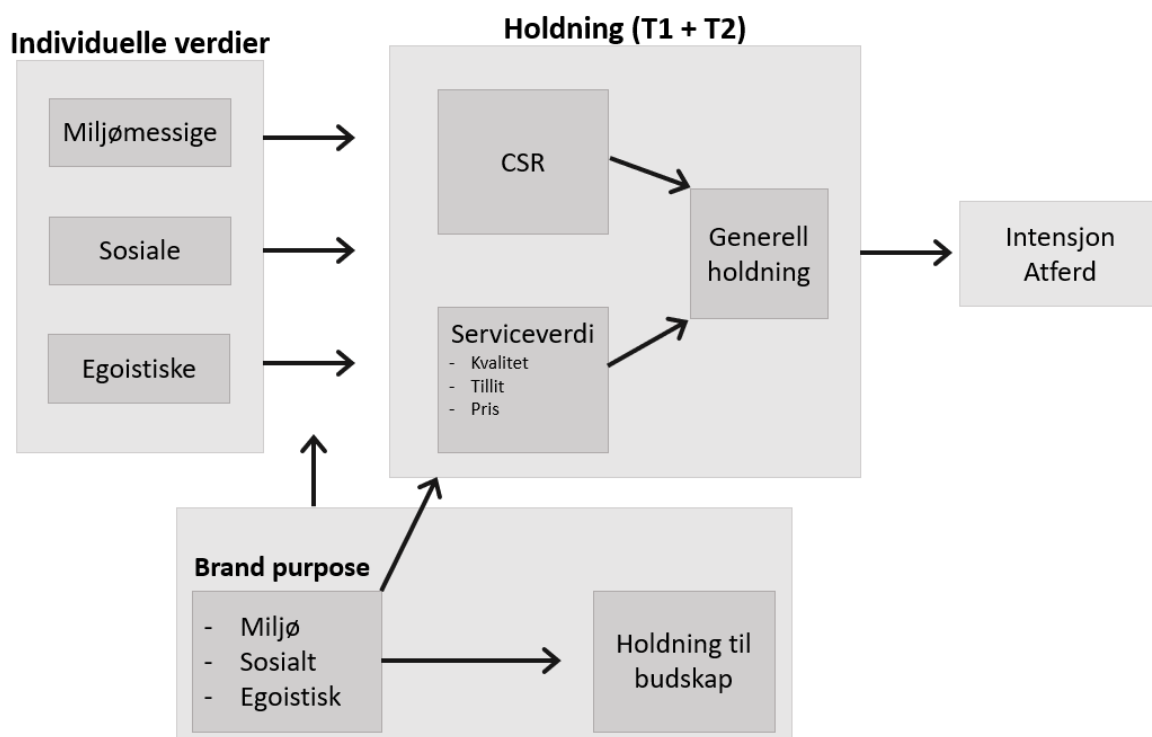 Individuelle verdier
Miljømessige
Sosiale
Egoistiske
Holdning (T1 + T2)
CSR
Serviceverdi
- Kvalitet
- Tillit
- Pris
Generell
holdning
Intensjon
Atferd
Brand purpose
- Miljø
- Sosialt
- Egoistisk
Holdning til
budskap